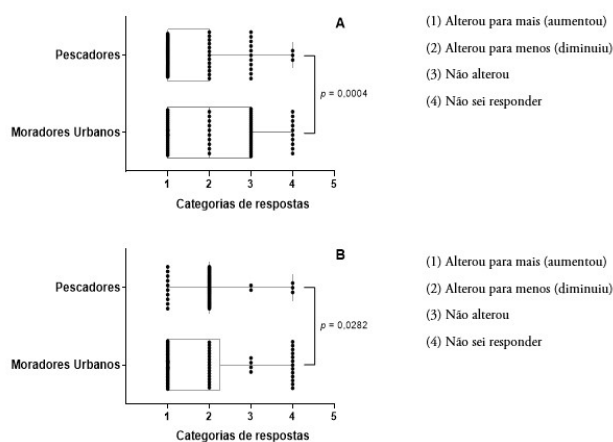 A
Pescadores
p = 0,0004
Moradores Urbanos
1 2 3 4 5
Categorias de respostas
(1) Alterou para mais (aumentou)
(2) Alterou para menos (diminuiu)
(3) Não alterou
(4) Não sei responder
B
Pescadores
p = 0,0282
Moradores Urbanos
1 2 3 4 5
Categorias de respostas
(1) Alterou para mais (aumentou)
(2) Alterou para menos (diminuiu)
(3) Não alterou
(4) Não sei responder